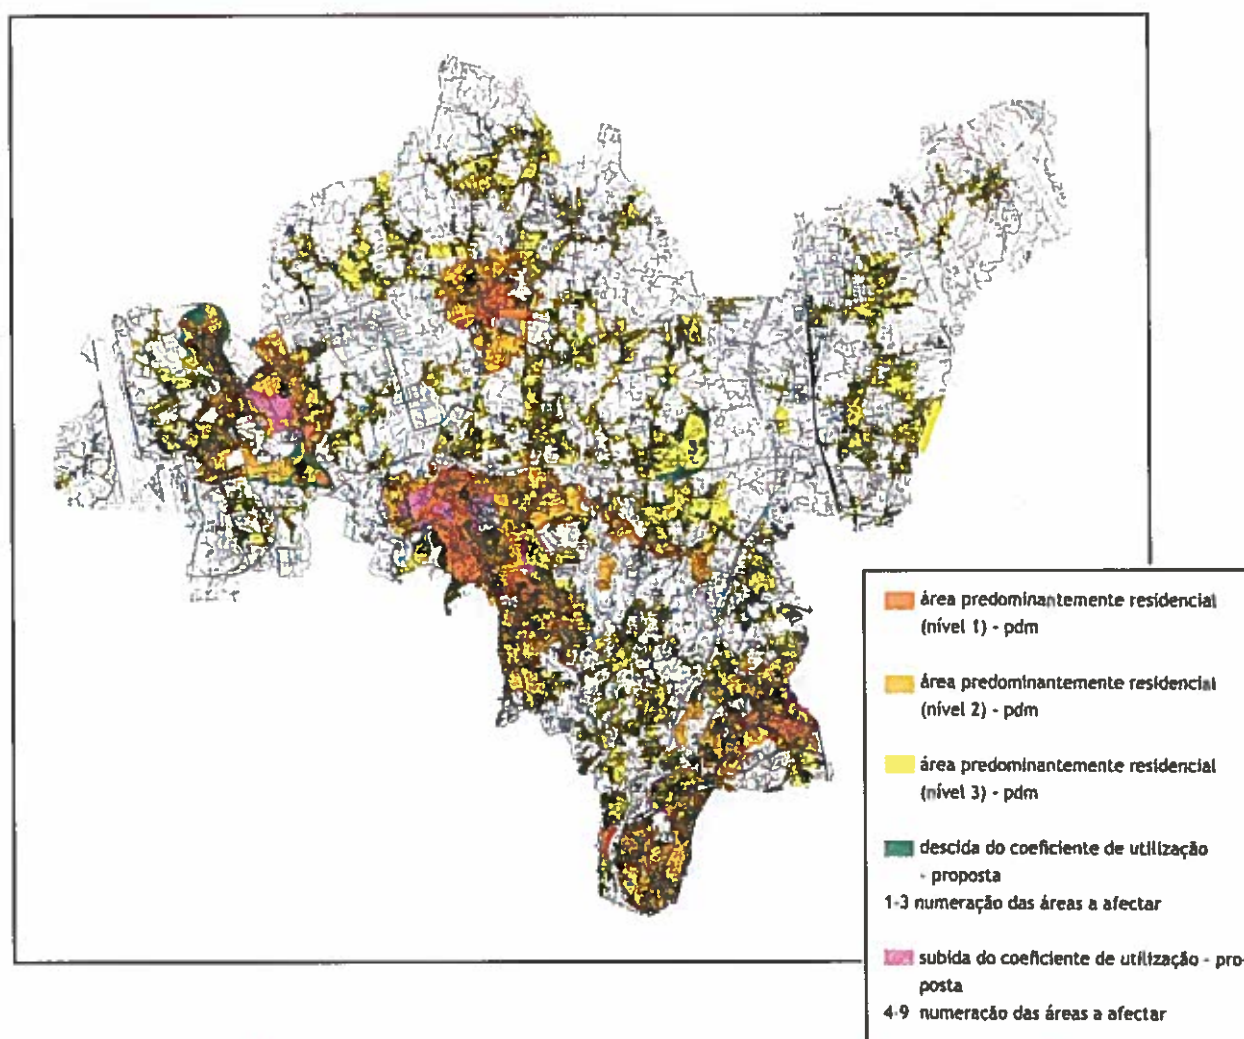 área predominantemente residencial
(nível 1) - pdm
área predominantemente residencial
(nível 2) - pdm
área predominantemente residencial
(nível 3) - pdm
descida do coeficiente de utilização
- proposta
1-3 numeração das áreas a afectar
subida do coeficiente de utilização - pro-
posta
4-9 numeração das áreas a afectar